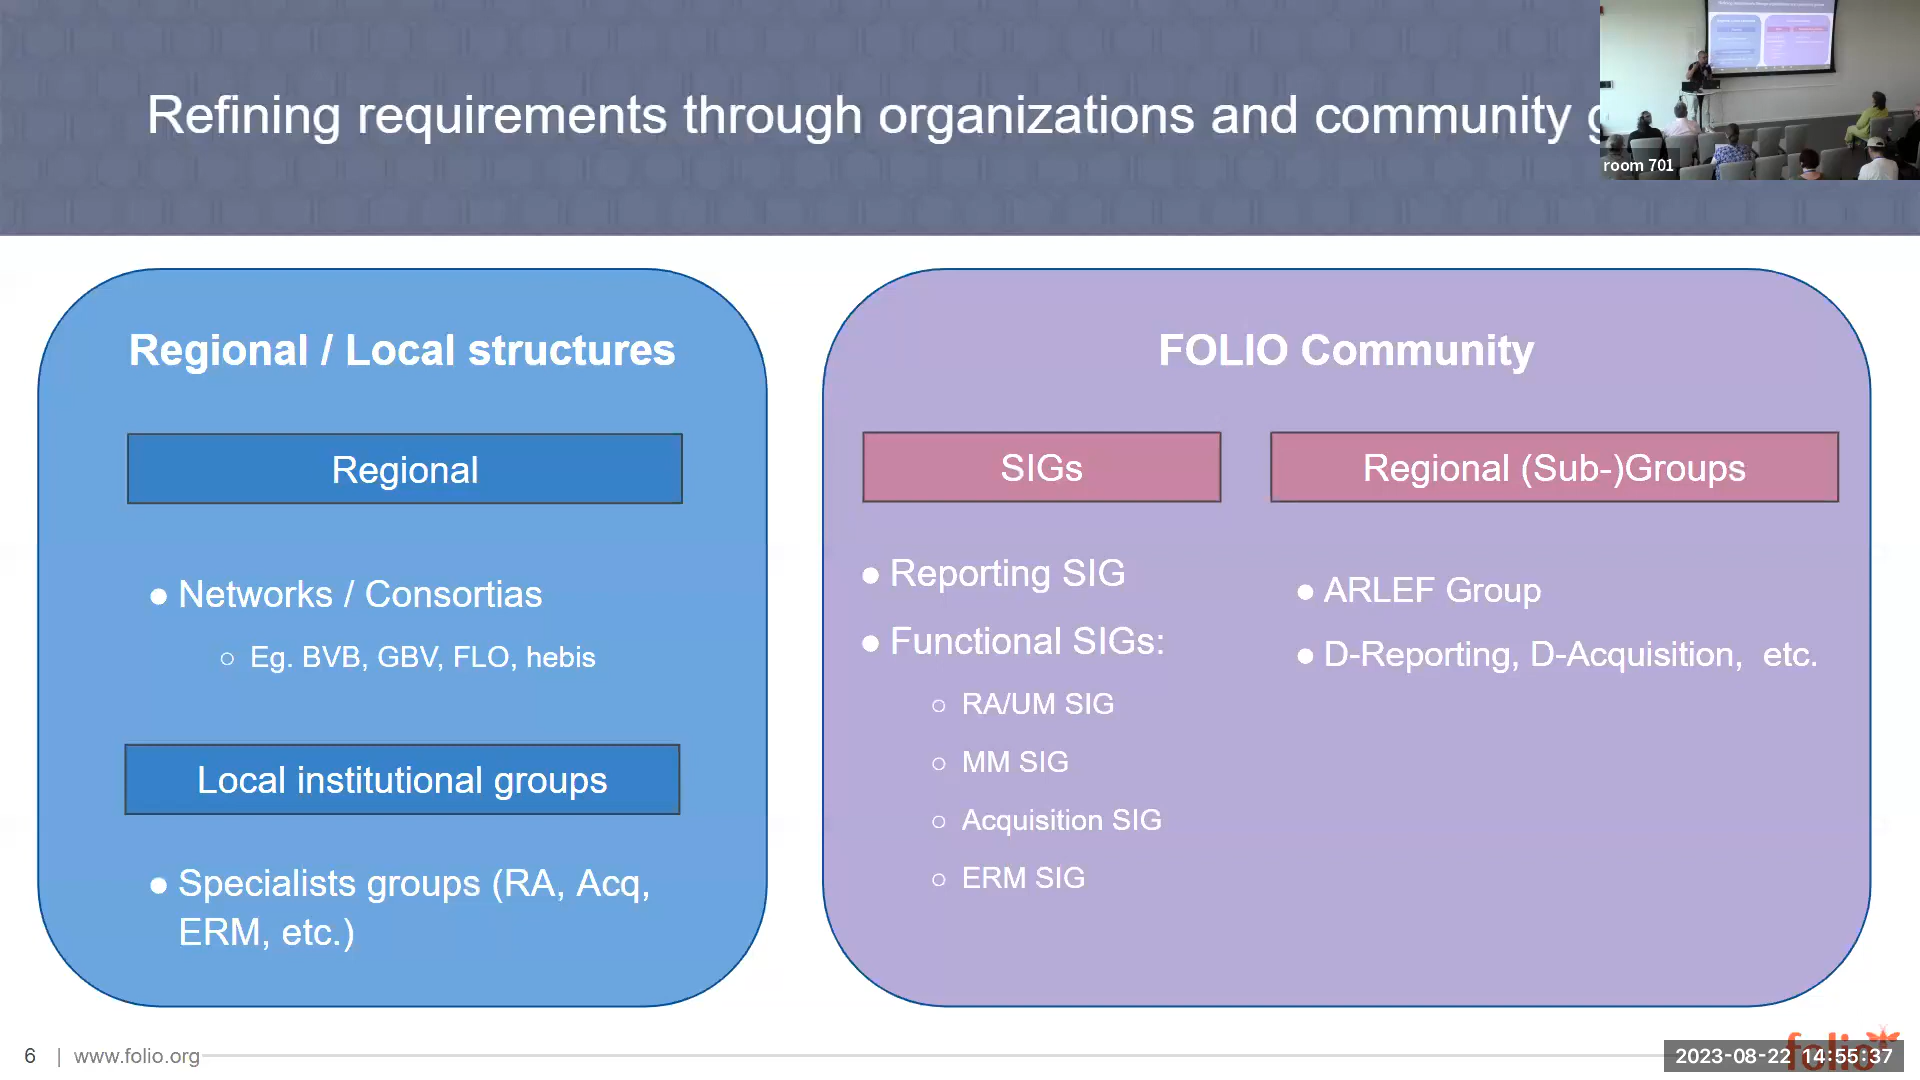 Refining requirements through organizations and community
room 701
Regional / Local structures
Regional
● Networks / Consortias
○ Eg. BVB, GBV, FLO, hebis
Local institutional groups
● Specialists groups (RA, Acq,
ERM, etc.)
FOLIO Community
SIGs
● Reporting SIG
● Functional SIGs:
○ RA/UM SIG
○ MM SIG
○ Acquisition SIG
○ ERM SIG
Regional (Sub-)Groups
● ARLEF Group
● D-Reporting, D-Acquisition, etc.
6 | www.folio.org
folio
2023-08-22 14:55:37